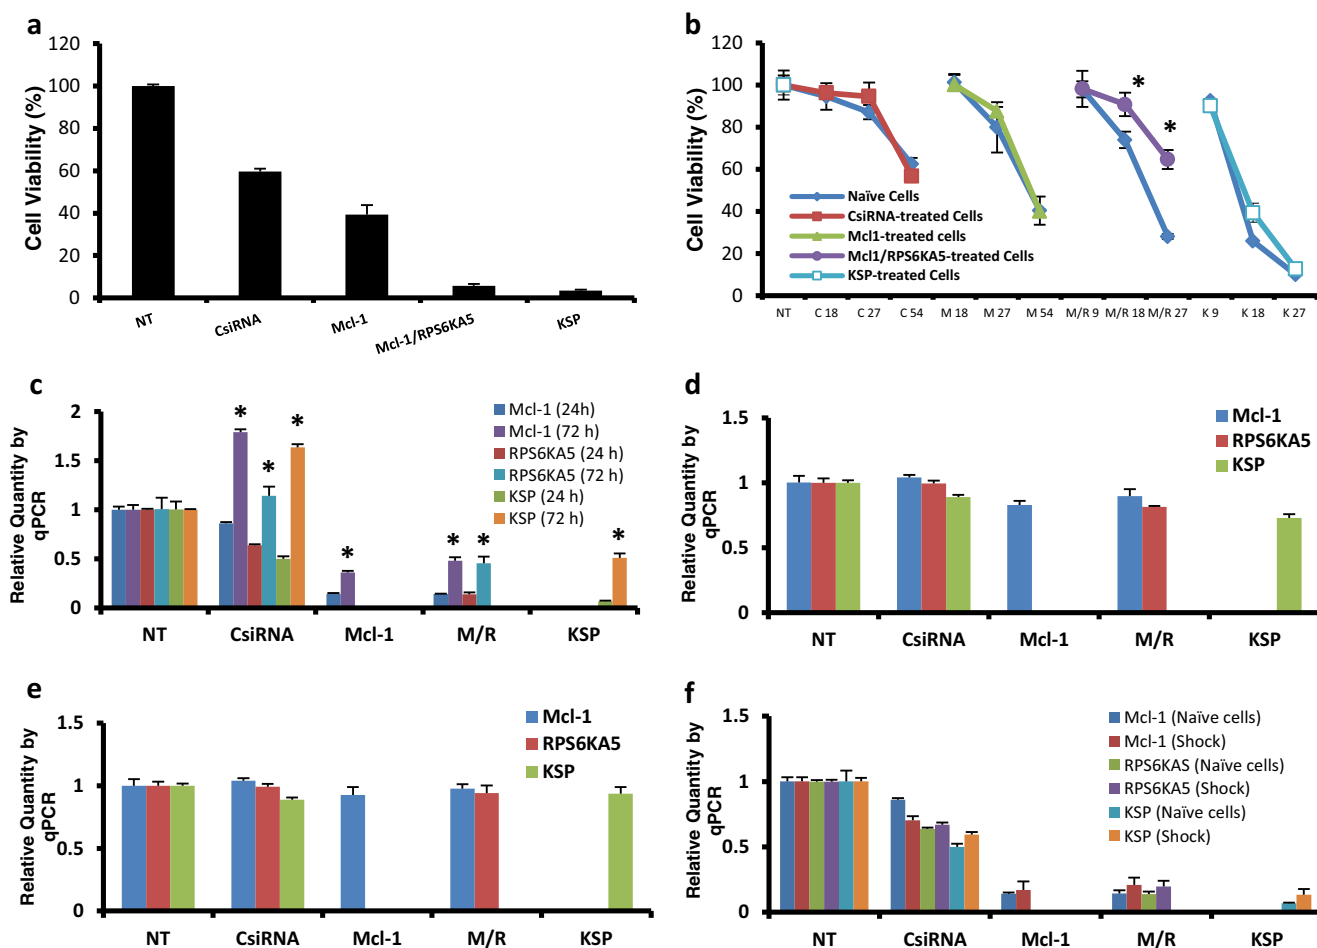 a
Cell Viability (%)
120
100
80
60
40
20
0
NT
CsiRNA
Mcl-1
Mcl-1/RPS6KA5
KSP
b
Cell Viability (%)
120
100
80
60
40
20
0
*
*
Naïve Cells
CsiRNA-treated Cells
Mcl1-treated cells
Mcl1/RPS6KA5-treated Cells
KSP-treated Cells
NT C 18 C 27 C 54 M 18 M 27 M 54 M/R 9 M/R 18 M/R 27 K 9 K 18 K 27
c
Relative Quantity by
qPCR
2
1.5
1
0.5
0
* * * * * * *
Mcl-1 (24h)
Mcl-1 (72 h)
RPS6KA5 (24 h)
RPS6KA5 (72 h)
KSP (24 h)
KSP (72 h)
NT CsiRNA Mcl-1 M/R KSP
d
Relative Quantity by
qPCR
1.5
1
0.5
0
Mcl-1
RPS6KA5
KSP
NT CsiRNA Mcl-1 M/R KSP
e
Relative Quantity by
qPCR
1.5
1
0.5
0
Mcl-1
RPS6KA5
KSP
NT CsiRNA Mcl-1 M/R KSP
f
Relative Quantity by
qPCR
1.5
1
0.5
0
Mcl-1 (Naïve cells)
Mcl-1 (Shock)
RPS6KAS (Naïve cells)
RPS6KA5 (Shock)
KSP (Naïve cells)
KSP (Shock)
NT CsiRNA Mcl-1 M/R KSP